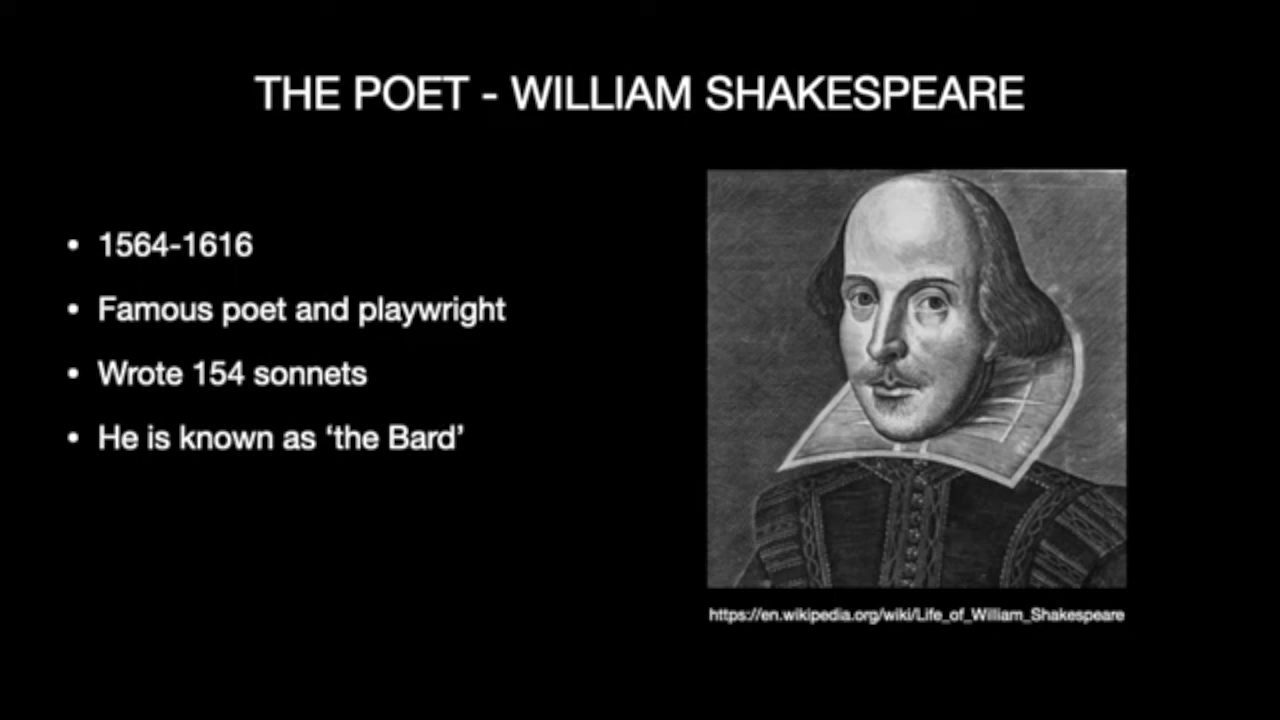 THE POET - WILLIAM SHAKESPEARE
• 1564-1616
• Famous poet and playwright
• Wrote 154 sonnets
• He is known as ‘the Bard’
https://en.wikipedia.org/wiki/Life_of_William_Shakespeare